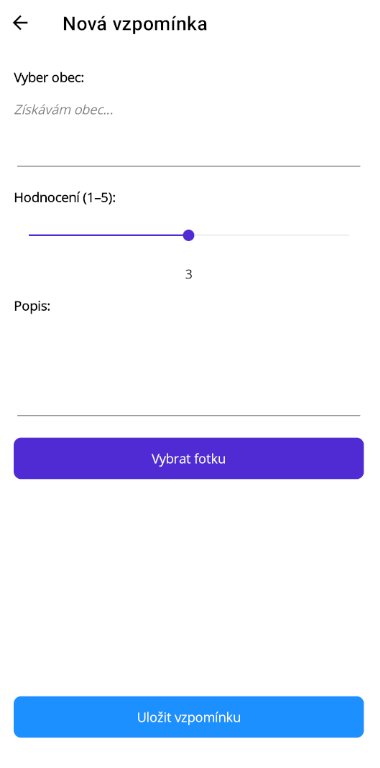 Nová vzpomínka
Vyber obec:
Získávám obec...
Hodnocení (1–5):
3
Popis:
Vybrat fotku
Uložit vzpomínku